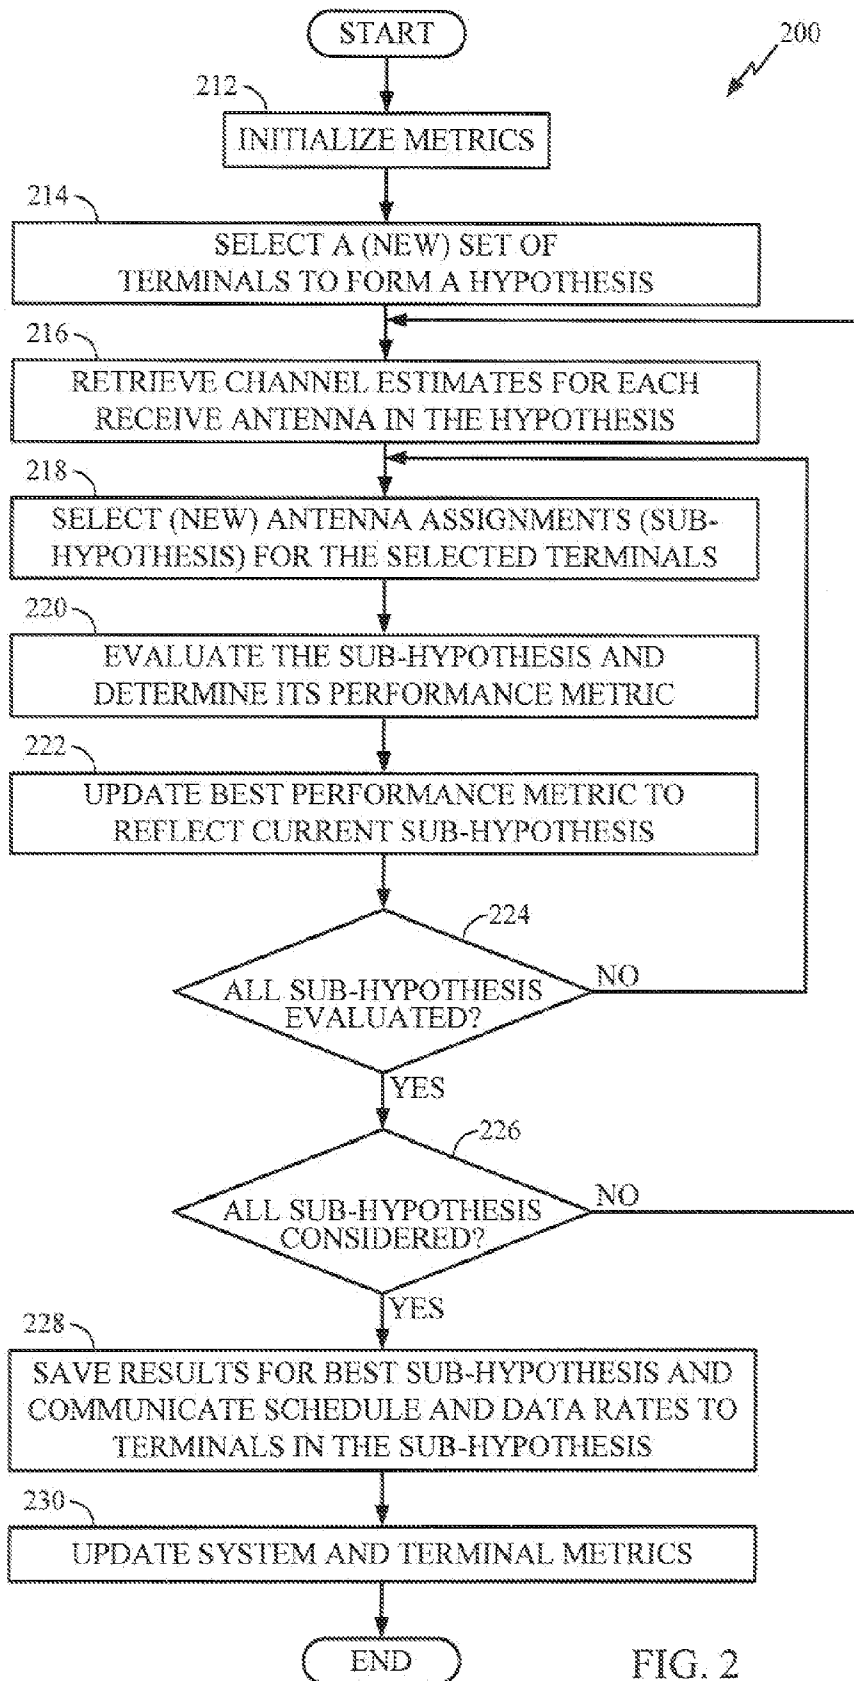 START
200
212
INITIALIZE METRICS
214
SELECT A (NEW) SET OF
TERMINALS TO FORM A HYPOTHESIS
216
RETRIEVE CHANNEL ESTIMATES FOR EACH
RECEIVE ANTENNA IN THE HYPOTHESIS
218
SELECT (NEW) ANTENNA ASSIGNMENTS (SUB-
HYPOTHESIS) FOR THE SELECTED TERMINALS
220
EVALUATE THE SUB-HYPOTHESIS AND
DETERMINE ITS PERFORMANCE METRIC
222
UPDATE BEST PERFORMANCE METRIC TO
REFLECT CURRENT SUB-HYPOTHESIS
224
ALL SUB-HYPOTHESIS
EVALUATED?
NO
YES
226
ALL SUB-HYPOTHESIS
CONSIDERED?
NO
YES
228
SAVE RESULTS FOR BEST SUB-HYPOTHESIS AND
COMMUNICATE SCHEDULE AND DATA RATES TO
TERMINALS IN THE SUB-HYPOTHESIS
230
UPDATE SYSTEM AND TERMINAL METRICS
END
FIG. 2